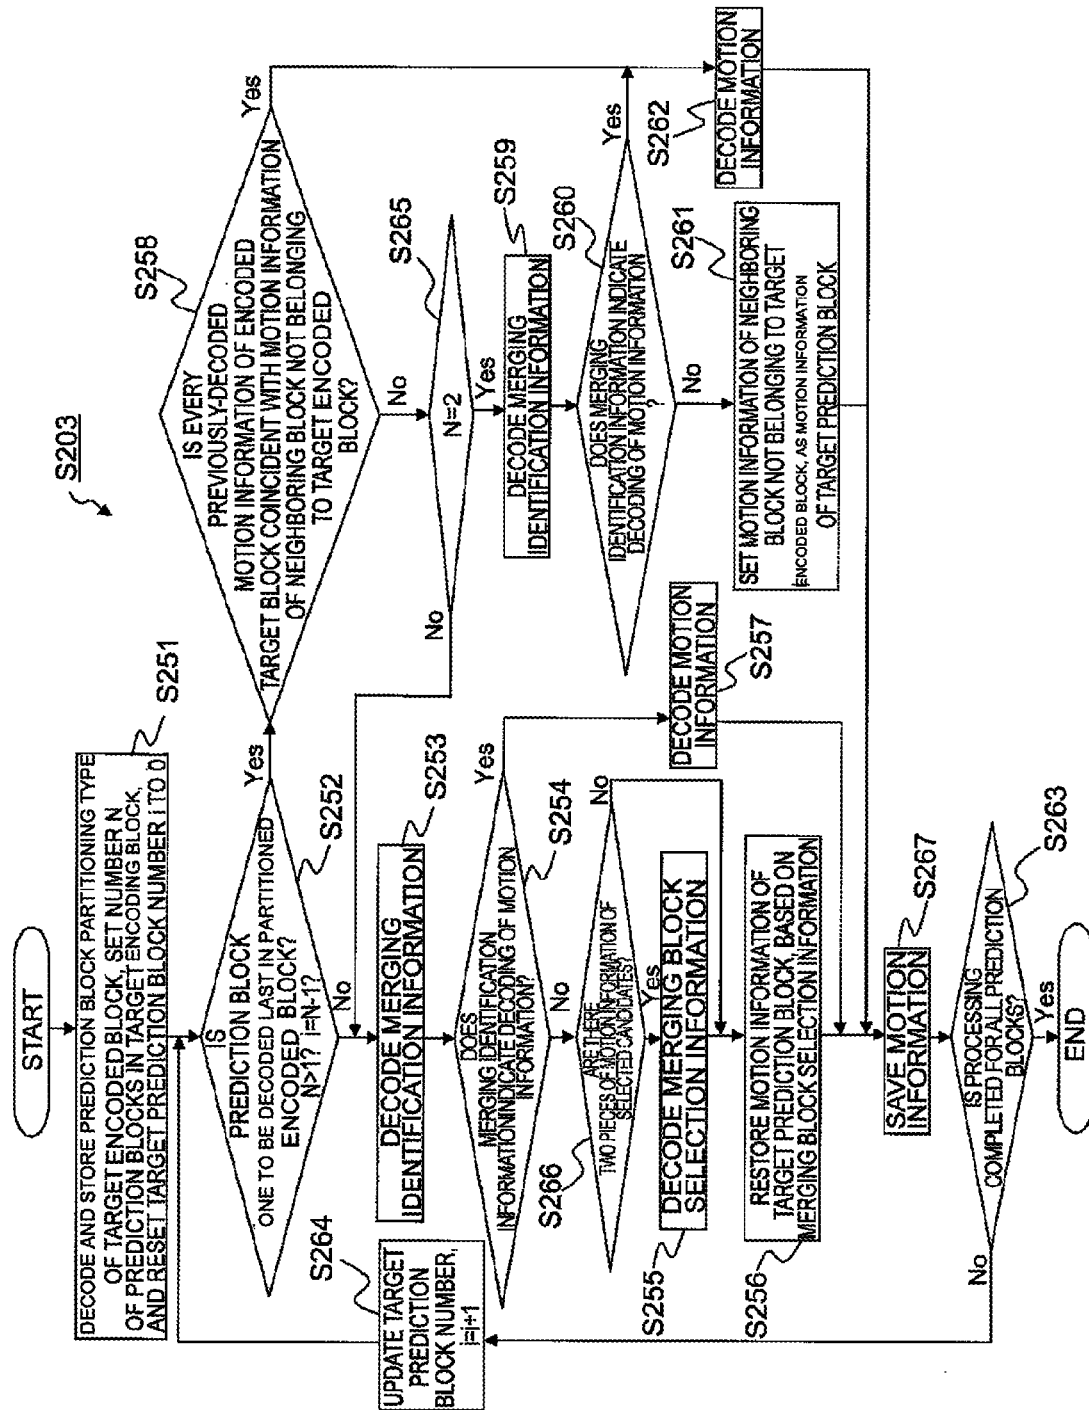 S203
START
DECODE AND STORE PREDICTION BLOCK PARTITIONING TYPE
OF TARGET ENCODED BLOCK, SET NUMBER N
OF PREDICTION BLOCKS IN TARGET ENCODING BLOCK,
AND RESET TARGET PREDICTION BLOCK NUMBER i TO 0
S251
IS
PREDICTION BLOCK
ONE TO BE DECODED LAST IN PARTITIONED
ENCODED BLOCK?
N>1? i=N-1?
S252
Yes
No
IS EVERY
PREVIOUSLY-DECODED
MOTION INFORMATION OF ENCODED
TARGET BLOCK COINCIDENT WITH MOTION INFORMATION
OF NEIGHBORING BLOCK NOT BELONGING
TO TARGET ENCODED
BLOCK?
S258
Yes
No
N=2
S265
No
Yes
DECODE MERGING
IDENTIFICATION INFORMATION
S259
DOES MERGING
IDENTIFICATION INFORMATION INDICATE
DECODING OF MOTION INFORMATION
?
S260
Yes
No
SET MOTION INFORMATION OF NEIGHBORING
BLOCK NOT BELONGING TO TARGET
ENCODED BLOCK, AS MOTION INFORMATION
OF TARGET PREDICTION BLOCK
S261
DECODE MOTION
INFORMATION
S262
DECODE MERGING
IDENTIFICATION INFORMATION
S253
DOES
MERGING IDENTIFICATION
INFORMATIONINDICATE DECODING OF MOTION
INFORMATION?
S254
Yes
No
DECODE MOTION
INFORMATION
S257
ARE THERE
TWO PIECES OF MOTION INFORMATION OF
SELECTED CANDIDATES?
S266
No
Yes
DECODE MERGING BLOCK
SELECTION INFORMATION
S255
RESTORE MOTION INFORMATION OF
TARGET PREDICTION BLOCK, BASED ON
MERGING BLOCK SELECTION INFORMATION
S256
SAVE MOTION
INFORMATION
S267
IS PROCESSING
COMPLETED FOR ALL PREDICTION
BLOCKS?
S263
No
Yes
UPDATE TARGET
PREDICTION
BLOCK NUMBER,
i=i+1
S264
END